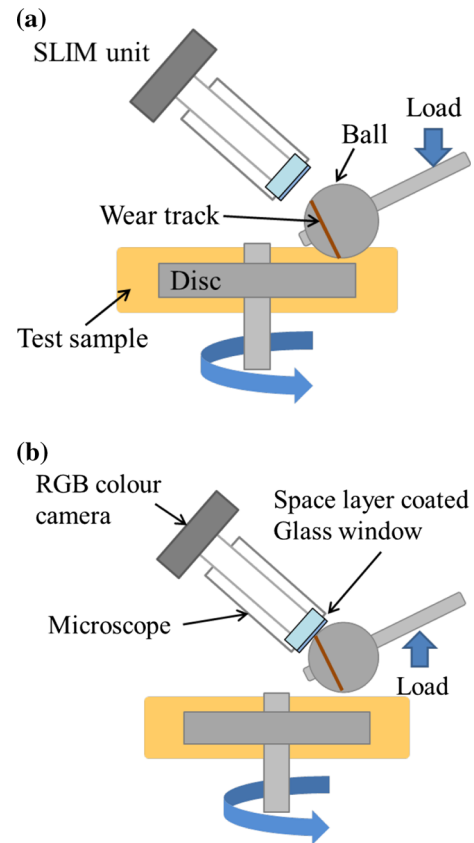 (a)
SLIM unit
Load
Ball
Wear track
Disc
Test sample
(b)
RGB colour
camera
Space layer coated
Glass window
Microscope
Load